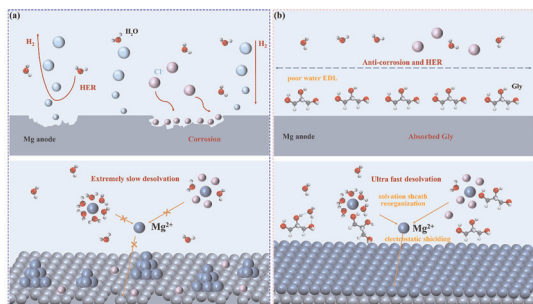 (a)
H₂
H₂O
H₂
HER
Cl⁻
Mg anode
Corrosion
Extremely slow desolvation
Mg²⁺
(b)
Anti-corrosion and HER
poor water EDL
Gly
Mg anode
Absorbed Gly
Ultra fast desolvation
solvation sheath
reorganization
Mg²⁺
electrostatic shielding